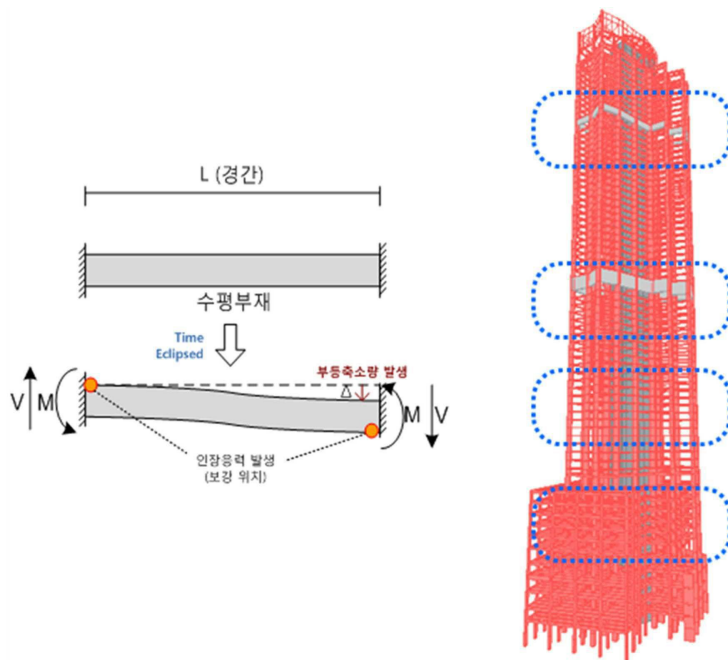 L (경간)
수평부재
Time
Eclipsed
부등축소량 발생
Δ
V
M
M
V
인장응력 발생
(보강 위치)